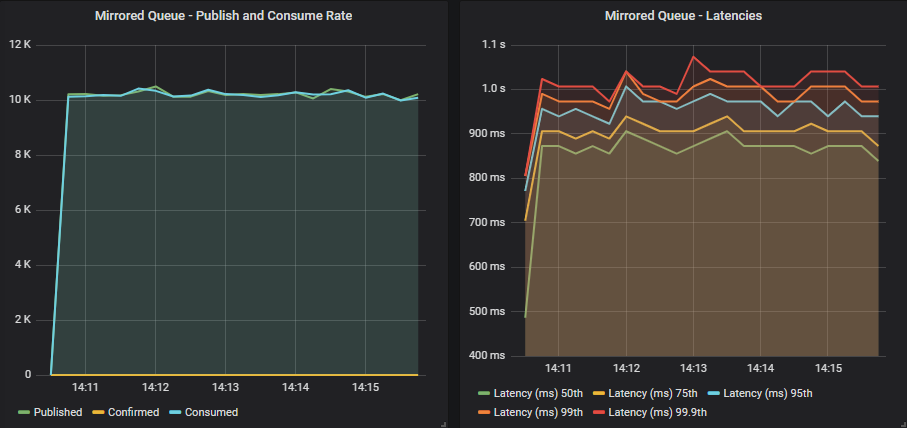 Mirrored Queue - Publish and Consume Rate
12 K
10 K
8 K
6 K
4 K
2 K
0
14:11 14:12 14:13 14:14 14:15
Published Confirmed Consumed
Mirrored Queue - Latencies
1.1 s
1.0 s
900 ms
800 ms
700 ms
600 ms
500 ms
400 ms
14:11 14:12 14:13 14:14 14:15
Latency (ms) 50th Latency (ms) 75th Latency (ms) 95th
Latency (ms) 99th Latency (ms) 99.9th